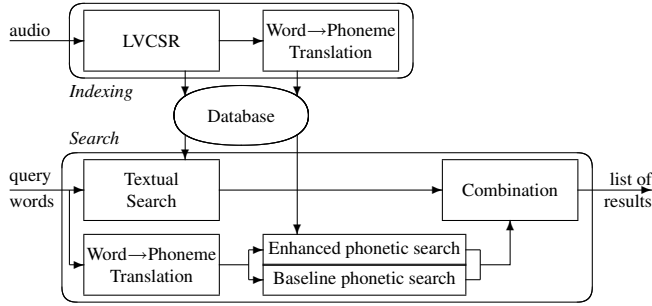 audio
LVCSR
Word→Phoneme
Translation
Indexing
Database
Search
query
words
Textual
Search
Combination
list of
results
Word→Phoneme
Translation
Enhanced phonetic search
Baseline phonetic search